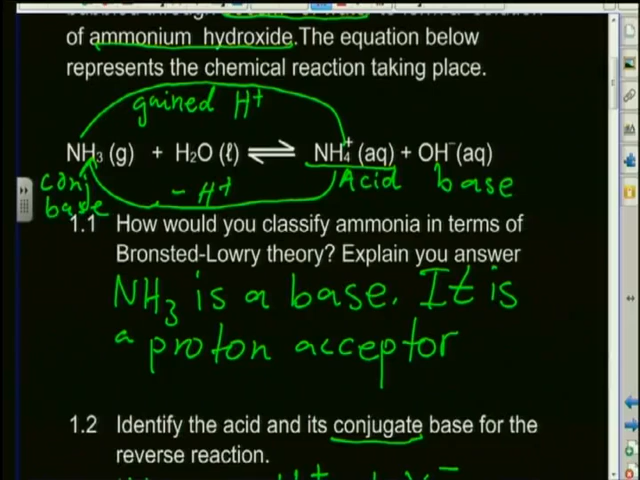 of ammonium hydroxide. The equation below
represents the chemical reaction taking place.
gained H⁺
NH₃ (g) + H₂O (ℓ) ⇌ NH₄⁺ (aq) + OH⁻ (aq)
conj base
− H⁺
Acid base
1.1 How would you classify ammonia in terms of
Bronsted-Lowry theory? Explain you answer
NH₃ is a base. It is
a proton acceptor
1.2 Identify the acid and its conjugate base for the
reverse reaction.